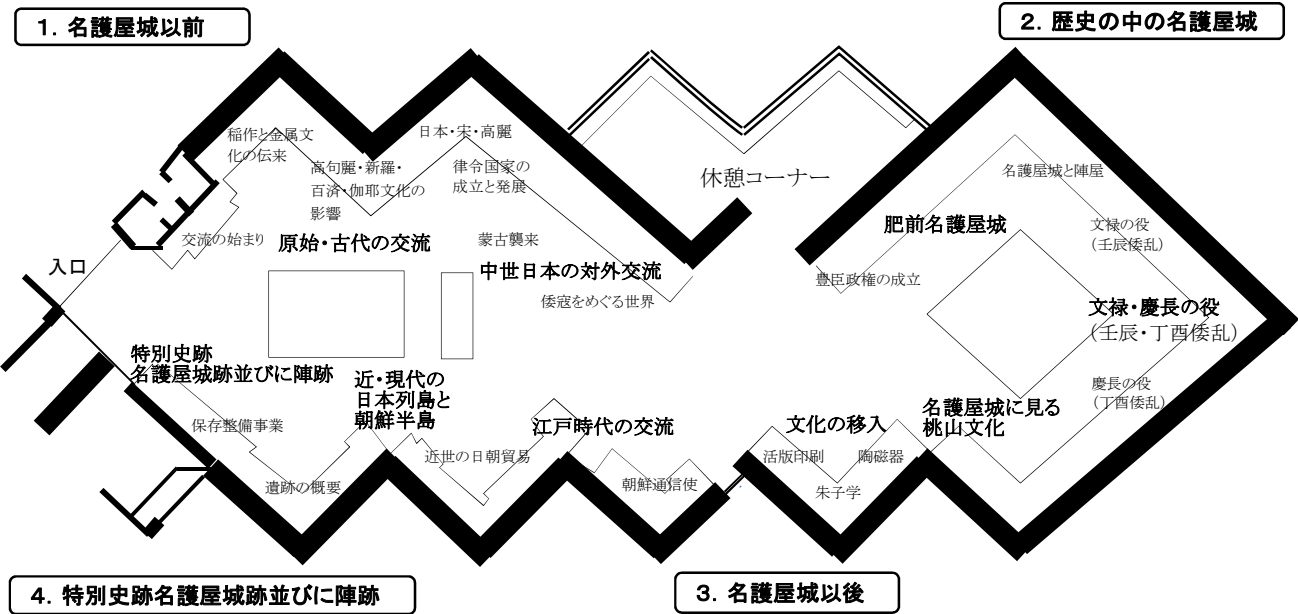 1．名護屋城以前
2．歴史の中の名護屋城
稲作と金属文
化の伝来
日本・宋・高麗
高句麗・新羅・
百済・伽耶文化の
影響
律令国家の
成立と発展
休憩コーナー
名護屋城と陣屋
文禄の役
（壬辰倭乱）
肥前名護屋城
交流の始まり
原始・古代の交流
蒙古襲来
入口
中世日本の対外交流
豊臣政権の成立
倭寇をめぐる世界
文禄・慶長の役
（壬辰・丁酉倭乱）
特別史跡
名護屋城跡並びに陣跡
近・現代の
日本列島と
朝鮮半島
慶長の役
（丁酉倭乱）
保存整備事業
江戸時代の交流
文化の移入
名護屋城に見る
桃山文化
近世の日朝貿易
活版印刷
陶磁器
遺跡の概要
朝鮮通信使
朱子学
4．特別史跡名護屋城跡並びに陣跡
3．名護屋城以後